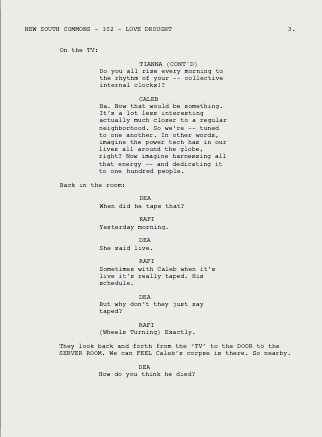 NEW SOUTH COMMONS - 102 - LOVE DROUGHT 3.
On the TV:
TIANNA (CONT'D)
Do you all rise every morning to
the rhythm of your -- collective
internal clocks!?
CALEB
Ha. Now that would be something.
It's a lot less interesting
actually much closer to a regular
neighborhood. So we're -- tuned
to one another. In other words,
imagine the power tech has in our
lives all around the globe,
right? Now imagine harnessing all
that energy -- and dedicating it
to one hundred people.
Back in the room:
DEA
When did he tape that?
RAFI
Yesterday morning.
DEA
She said live.
RAFI
Sometimes with Caleb when it's
live it's really taped. His
schedule.
DEA
But why don't they just say
taped?
RAFI
(Wheels Turning) Exactly.
They look back and forth from the 'TV' to the DOOR to the
SERVER ROOM. We can FEEL Caleb's corpse is there. So nearby.
DEA
How do you think he died?